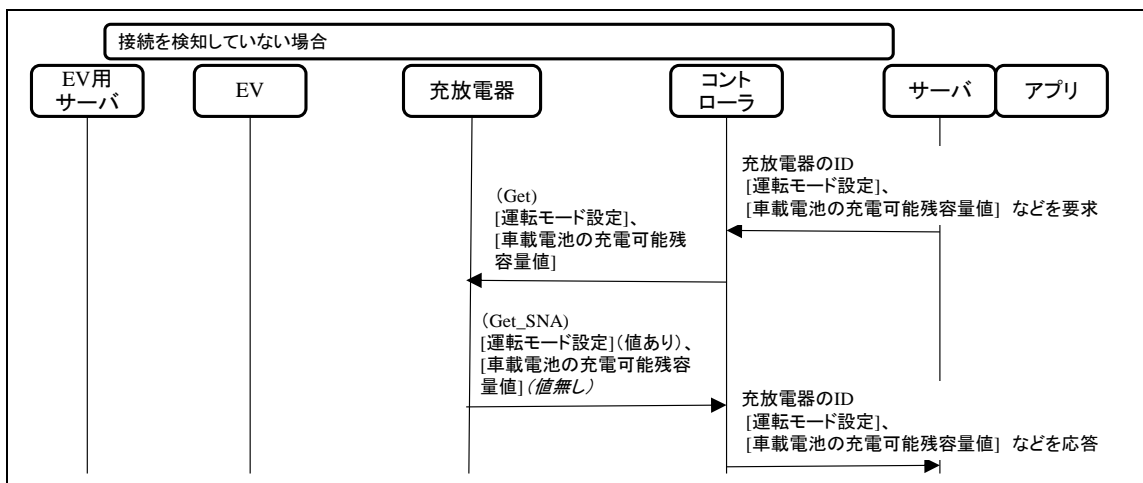 接続を検知していない場合
EV用
サーバ
EV
充放電器
コント
ローラ
サーバ
アプリ
充放電器のID
[運転モード設定]、
[車載電池の充電可能残容量値] などを要求
(Get)
[運転モード設定]、
[車載電池の充電可能残
容量値]
(Get_SNA)
[運転モード設定](値あり)、
[車載電池の充電可能残容
量値](値無し)
充放電器のID
[運転モード設定]、
[車載電池の充電可能残容量値] などを応答